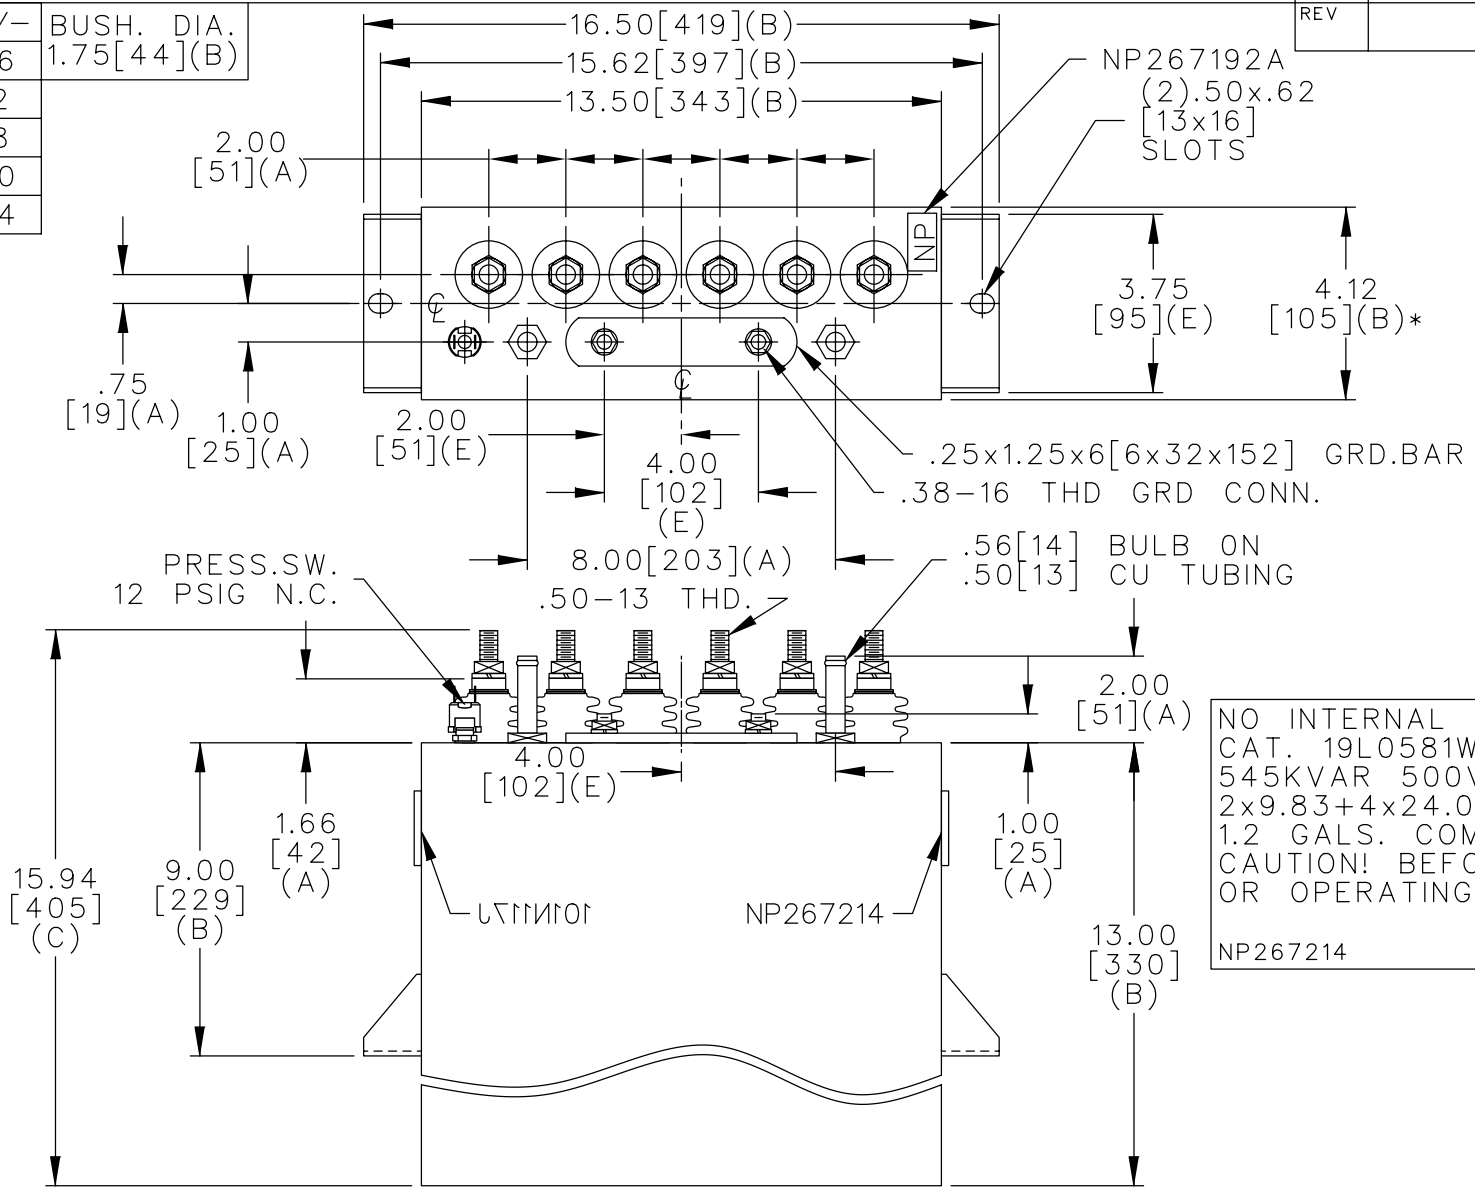 /-
6
2
8
0
4
BUSH. DIA.
1.75[44](B)
16.50[419](B)
15.62[397](B)
13.50[343](B)
REV
NP267192A
(2).50x.62
[13x16]
SLOTS
2.00
[51](A)
NP
3.75
[95](E)
4.12
[105](B)*
℄
℄
.75
[19](A)
1.00
[25](A)
2.00
[51](E)
4.00
[102]
(E)
.25x1.25x6[6x32x152] GRD.BAR
.38-16 THD GRD CONN.
8.00[203](A)
.50-13 THD.
.56[14] BULB ON
.50[13] CU TUBING
PRESS.SW.
12 PSIG N.C.
2.00
[51](A)
4.00
[102](E)
1.66
[42]
(A)
9.00
[229]
(B)
15.94
[405]
(C)
1.00
[25]
(A)
13.00
[330]
(B)
101N117J
NP267214
NO INTERNAL
CAT. 19L0581W
545KVAR 500V
2x9.83+4x24.0
1.2 GALS. COM
CAUTION! BEFO
OR OPERATING
NP267214